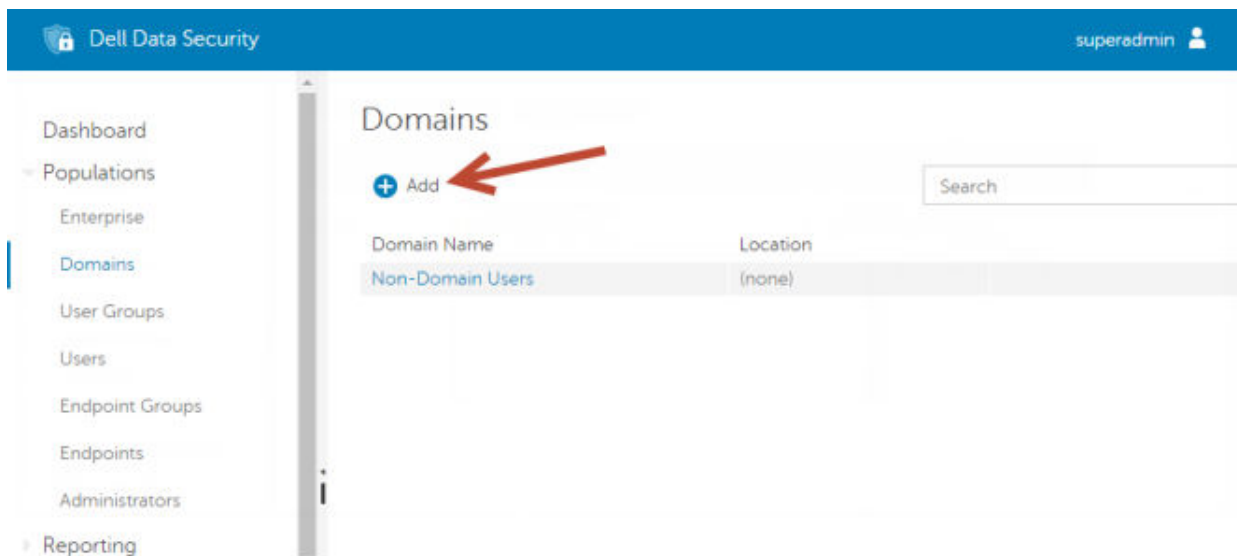 Dell Data Security
superadmin
Dashboard
Populations
Enterprise
Domains
User Groups
Users
Endpoint Groups
Endpoints
Administrators
Reporting
Domains
Add
Search
Domain Name Location
Non-Domain Users (none)